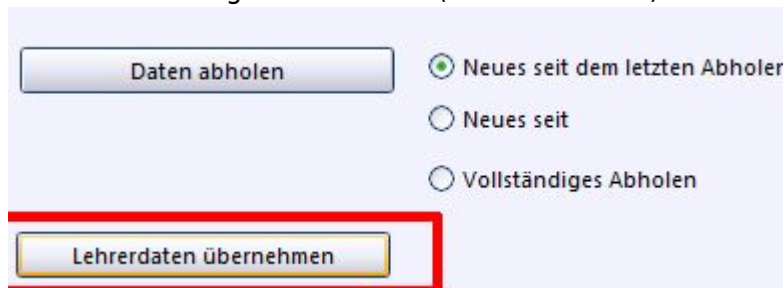 Daten abholen
Neues seit dem letzten Abholen
Neues seit
Vollständiges Abholen
Lehrerdaten übernehmen